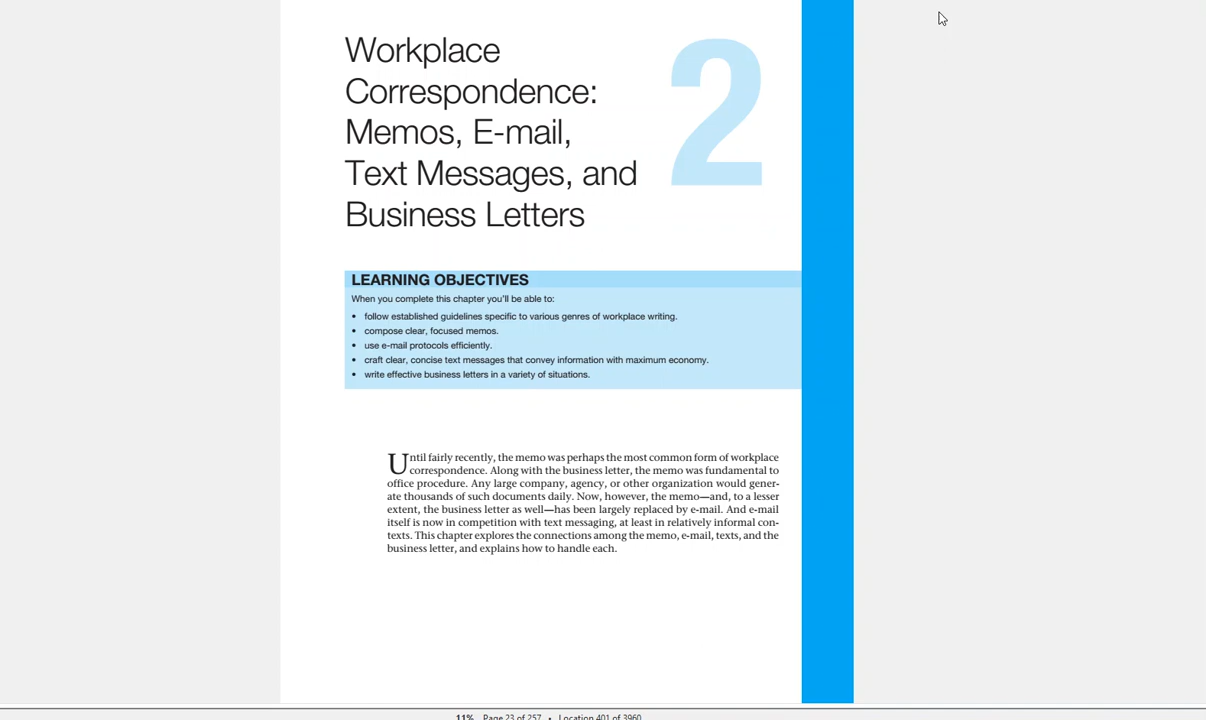 Workplace
Correspondence:
Memos, E-mail,
Text Messages, and
Business Letters
2
LEARNING OBJECTIVES
When you complete this chapter you'll be able to:
• follow established guidelines specific to various genres of workplace writing.
• compose clear, focused memos.
• use e-mail protocols efficiently.
• craft clear, concise text messages that convey information with maximum economy.
• write effective business letters in a variety of situations.
Until fairly recently, the memo was perhaps the most common form of workplace
correspondence. Along with the business letter, the memo was fundamental to
office procedure. Any large company, agency, or other organization would gener-
ate thousands of such documents daily. Now, however, the memo—and, to a lesser
extent, the business letter as well—has been largely replaced by e-mail. And e-mail
itself is now in competition with text messaging, at least in relatively informal con-
texts. This chapter explores the connections among the memo, e-mail, texts, and the
business letter, and explains how to handle each.
11% Page 23 of 257 • Location 401 of 3960